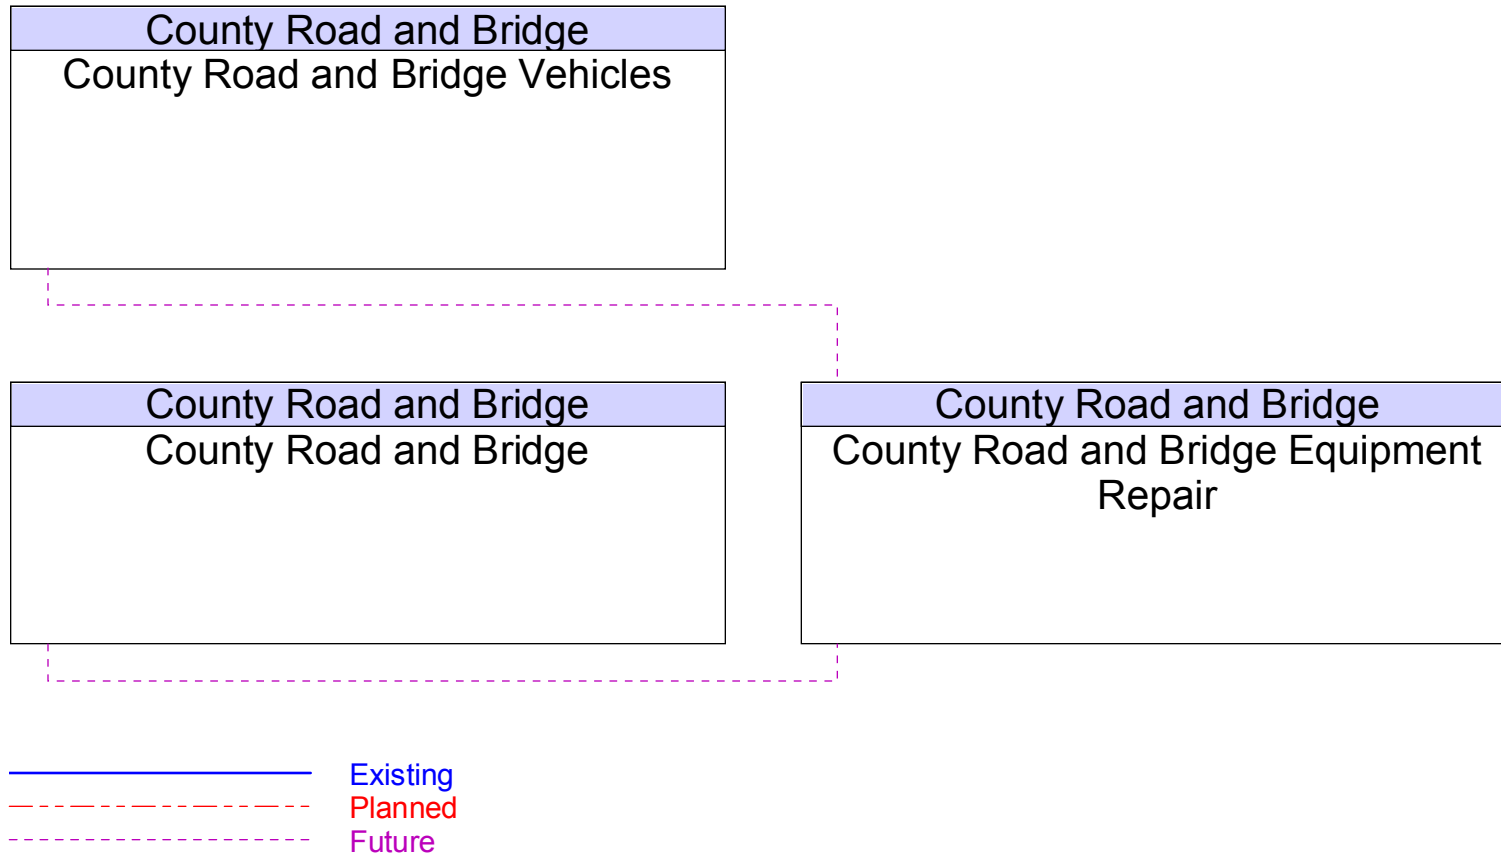 County Road and Bridge
County Road and Bridge Vehicles
County Road and Bridge
County Road and Bridge
County Road and Bridge
County Road and Bridge Equipment
Repair
Existing
Planned
Future